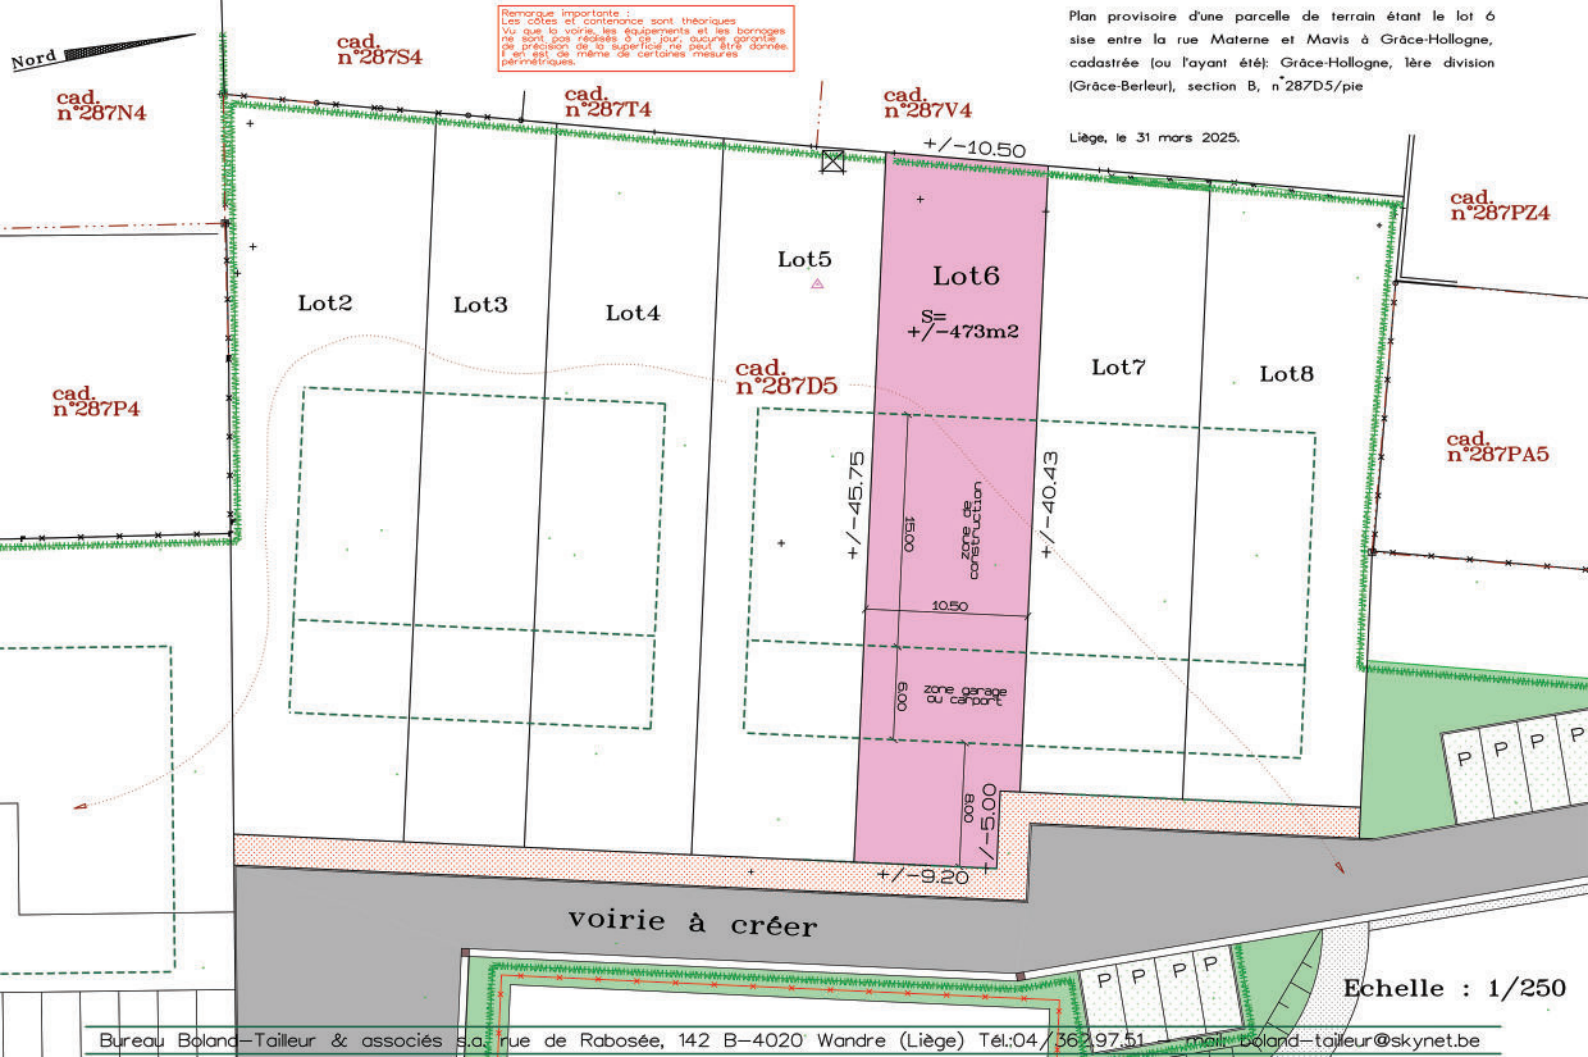 Remarque importante :
Les côtes et contenance sont théoriques
Vu que la voirie, les équipements et les bornages
ne sont pas réalisés à ce jour, aucune garantie
de précision de la superficie ne peut être donnée.
Il en est de même de certaines mesures
périmétriques.
Plan provisoire d'une parcelle de terrain étant le lot 6
sise entre la rue Materne et Mavis à Grâce-Hollogne,
cadastrée (ou l'ayant été): Grâce-Hollogne, 1ère division
(Grâce-Berleur), section B, n°287D5/pie
Liège, le 31 mars 2025.
Nord
cad.
n°287S4
cad.
n°287N4
cad.
n°287T4
cad.
n°287V4
+/-10.50
cad.
n°287PZ4
Lot2
Lot3
Lot4
Lot5
Lot6
S=
+/-473m2
Lot7
Lot8
cad.
n°287P4
cad.
n°287D5
cad.
n°287PA5
+/-45.75
15.00
zone de
construction
+/-40.43
10.50
6.00
zone garage
ou carport
8.00
+/-5.00
+/-9.20
P P P P
voirie à créer
P P P P
Echelle : 1/250
Bureau Boland-Tailleur & associés s.a. rue de Rabosée, 142 B-4020 Wandre (Liège) Tél.:04/362.97.51 mail: boland-tailleur@skynet.be